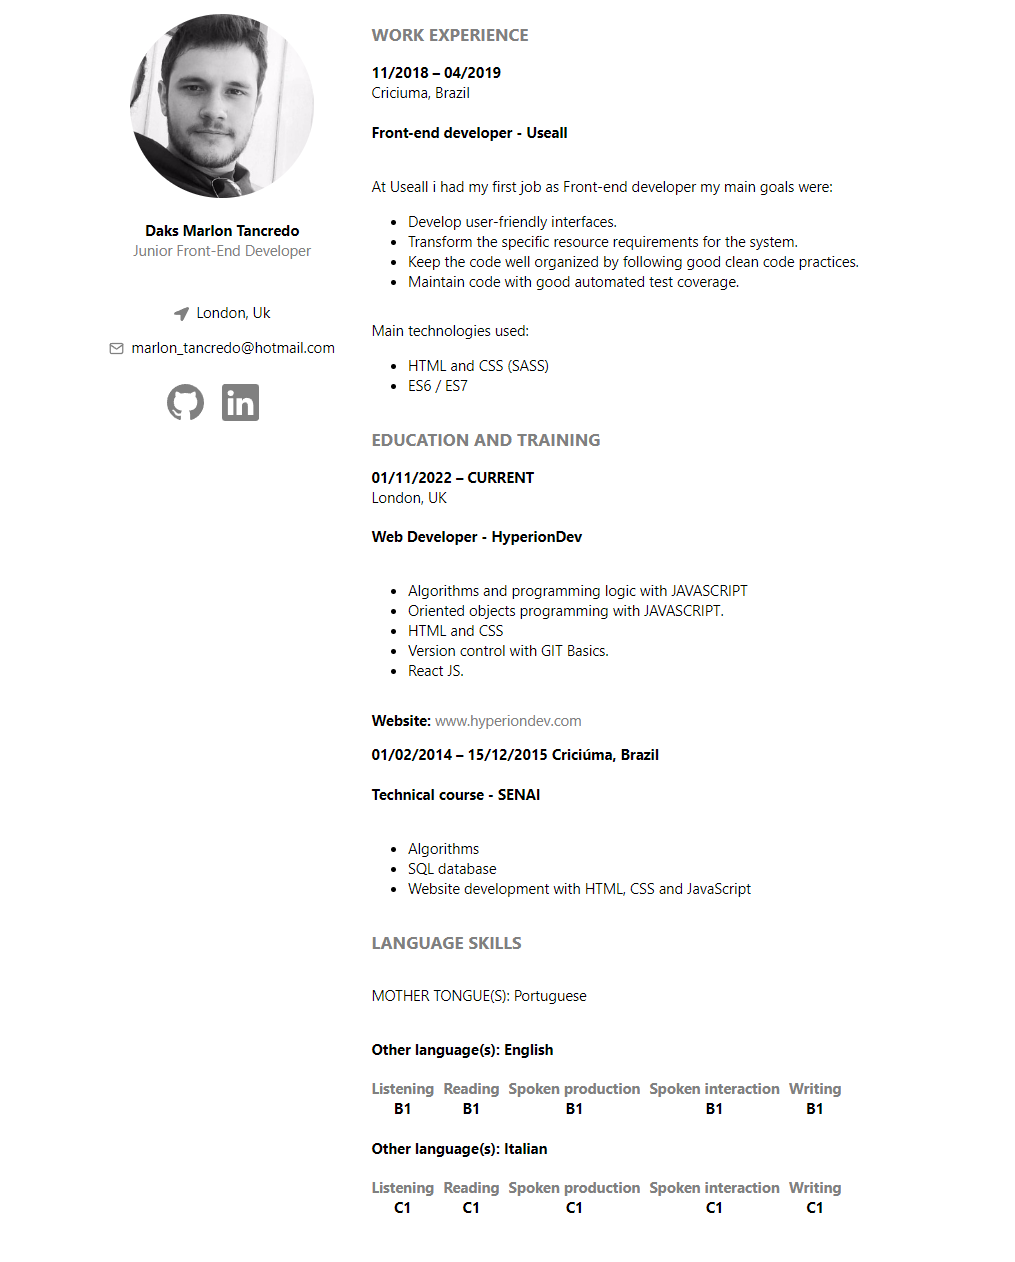 Daks Marlon Tancredo
Junior Front-End Developer
London, Uk
marlon_tancredo@hotmail.com
in
WORK EXPERIENCE
11/2018 – 04/2019
Criciuma, Brazil
Front-end developer - Useall
At Useall i had my first job as Front-end developer my main goals were:
• Develop user-friendly interfaces.
• Transform the specific resource requirements for the system.
• Keep the code well organized by following good clean code practices.
• Maintain code with good automated test coverage.
Main technologies used:
• HTML and CSS (SASS)
• ES6 / ES7
EDUCATION AND TRAINING
01/11/2022 – CURRENT
London, UK
Web Developer - HyperionDev
• Algorithms and programming logic with JAVASCRIPT
• Oriented objects programming with JAVASCRIPT.
• HTML and CSS
• Version control with GIT Basics.
• React JS.
Website: www.hyperiondev.com
01/02/2014 – 15/12/2015 Criciúma, Brazil
Technical course - SENAI
• Algorithms
• SQL database
• Website development with HTML, CSS and JavaScript
LANGUAGE SKILLS
MOTHER TONGUE(S): Portuguese
Other language(s): English
Listening Reading Spoken production Spoken interaction Writing
B1 B1 B1 B1 B1
Other language(s): Italian
Listening Reading Spoken production Spoken interaction Writing
C1 C1 C1 C1 C1